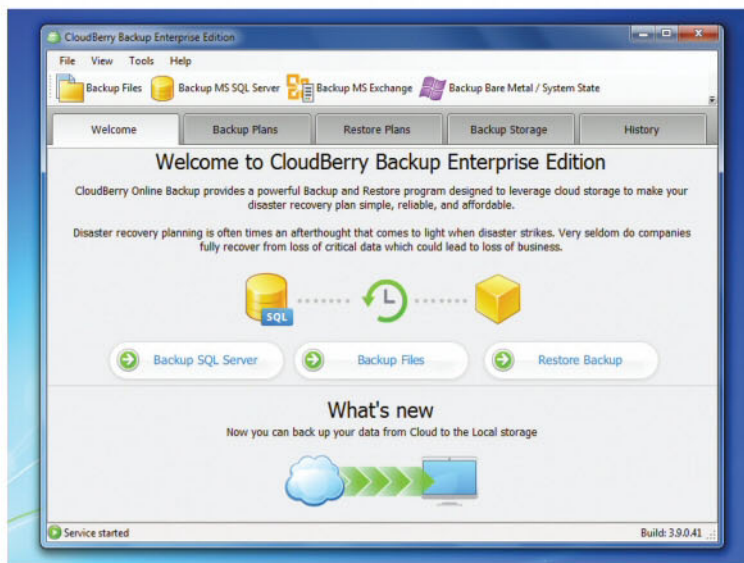 CloudBerry Backup Enterprise Edition
File View Tools Help
Backup Files Backup MS SQL Server Backup MS Exchange Backup Bare Metal / System State
Welcome Backup Plans Restore Plans Backup Storage History
Welcome to CloudBerry Backup Enterprise Edition
CloudBerry Online Backup provides a powerful Backup and Restore program designed to leverage cloud storage to make your
disaster recovery plan simple, reliable, and affordable.
Disaster recovery planning is often times an afterthought that comes to light when disaster strikes. Very seldom do companies
fully recover from loss of critical data which could lead to loss of business.
SQL
Backup SQL Server Backup Files Restore Backup
What's new
Now you can back up your data from Cloud to the Local storage
Service started Build: 3.9.0.41